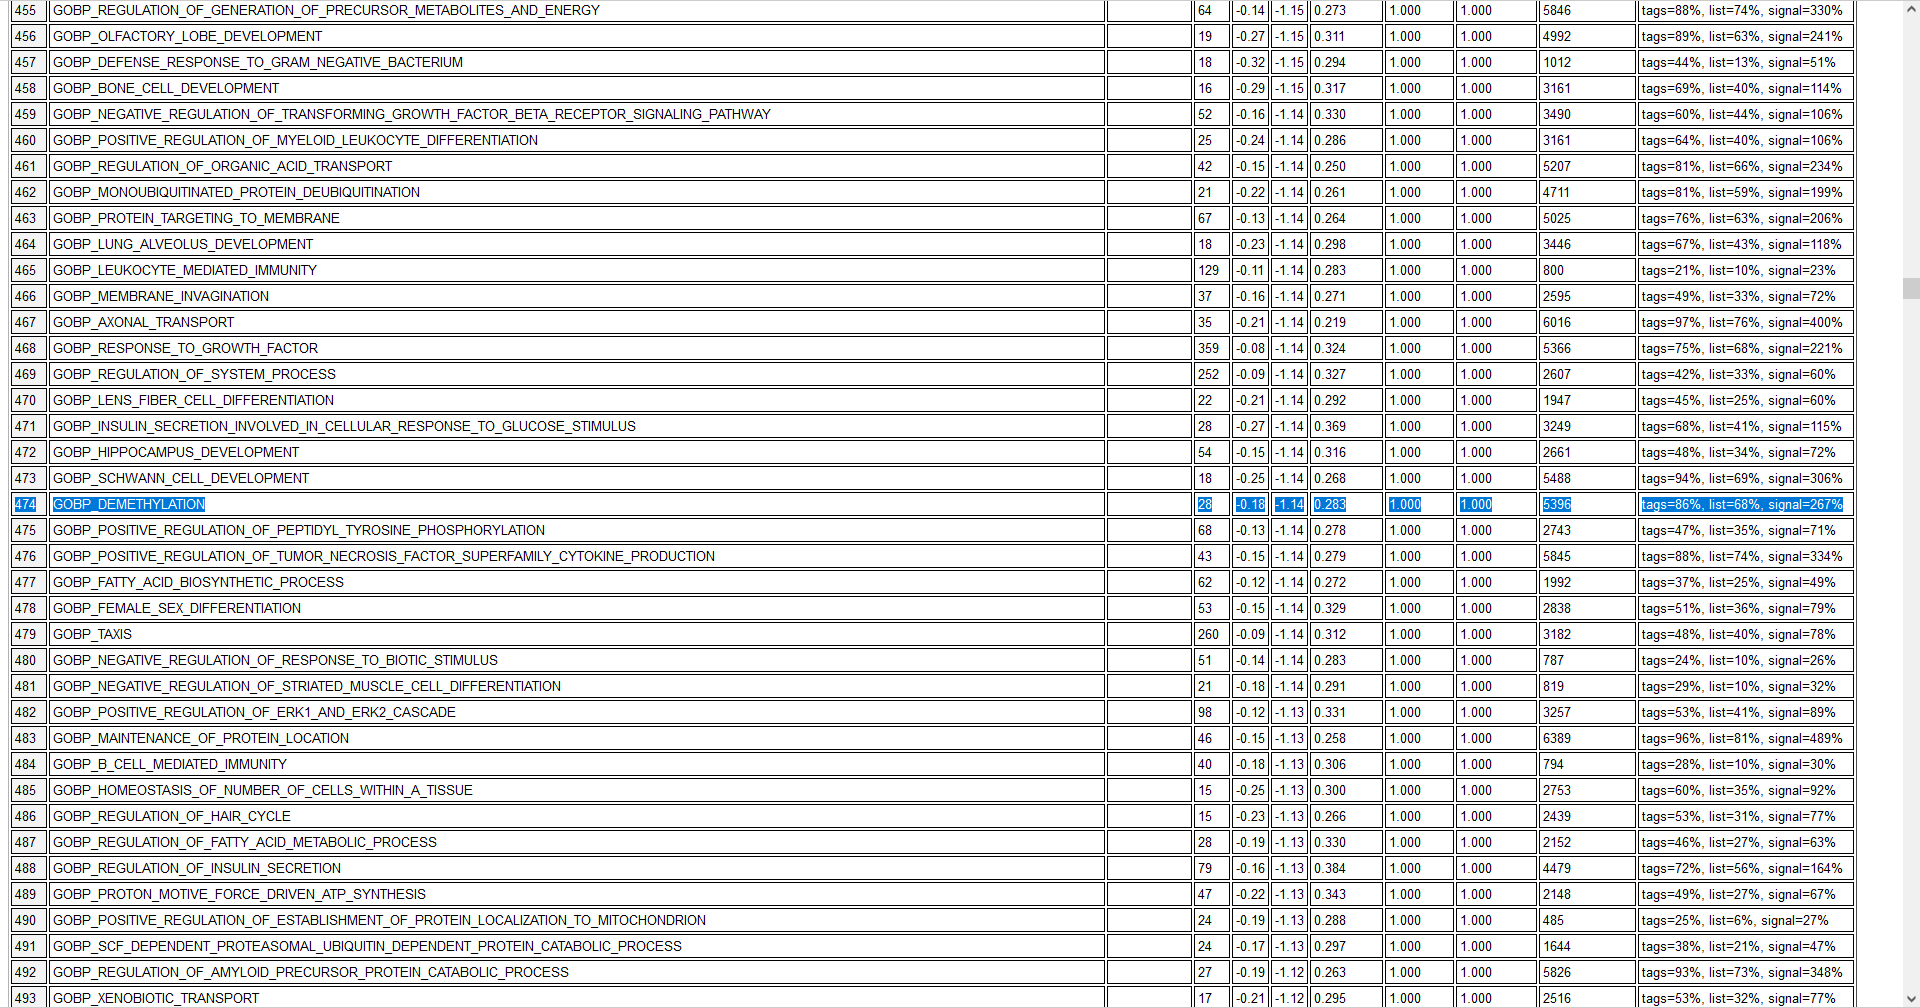 455 GOBP_REGULATION_OF_GENERATION_OF_PRECURSOR_METABOLITES_AND_ENERGY 64 -0.14 -1.15 0.273 1.000 1.000 5846 tags=88%, list=74%, signal=330%
456 GOBP_OLFACTORY_LOBE_DEVELOPMENT 19 -0.27 -1.15 0.311 1.000 1.000 4992 tags=89%, list=63%, signal=241%
457 GOBP_DEFENSE_RESPONSE_TO_GRAM_NEGATIVE_BACTERIUM 18 -0.32 -1.15 0.294 1.000 1.000 1012 tags=44%, list=13%, signal=51%
458 GOBP_BONE_CELL_DEVELOPMENT 16 -0.29 -1.15 0.317 1.000 1.000 3161 tags=69%, list=40%, signal=114%
459 GOBP_NEGATIVE_REGULATION_OF_TRANSFORMING_GROWTH_FACTOR_BETA_RECEPTOR_SIGNALING_PATHWAY 52 -0.16 -1.14 0.330 1.000 1.000 3490 tags=60%, list=44%, signal=106%
460 GOBP_POSITIVE_REGULATION_OF_MYELOID_LEUKOCYTE_DIFFERENTIATION 25 -0.24 -1.14 0.286 1.000 1.000 3161 tags=64%, list=40%, signal=106%
461 GOBP_REGULATION_OF_ORGANIC_ACID_TRANSPORT 42 -0.15 -1.14 0.250 1.000 1.000 5207 tags=81%, list=66%, signal=234%
462 GOBP_MONOUBIQUITINATED_PROTEIN_DEUBIQUITINATION 21 -0.22 -1.14 0.261 1.000 1.000 4711 tags=81%, list=59%, signal=199%
463 GOBP_PROTEIN_TARGETING_TO_MEMBRANE 67 -0.13 -1.14 0.264 1.000 1.000 5025 tags=76%, list=63%, signal=206%
464 GOBP_LUNG_ALVEOLUS_DEVELOPMENT 18 -0.23 -1.14 0.298 1.000 1.000 3446 tags=67%, list=43%, signal=118%
465 GOBP_LEUKOCYTE_MEDIATED_IMMUNITY 129 -0.11 -1.14 0.283 1.000 1.000 800 tags=21%, list=10%, signal=23%
466 GOBP_MEMBRANE_INVAGINATION 37 -0.16 -1.14 0.271 1.000 1.000 2595 tags=49%, list=33%, signal=72%
467 GOBP_AXONAL_TRANSPORT 35 -0.21 -1.14 0.219 1.000 1.000 6016 tags=97%, list=76%, signal=400%
468 GOBP_RESPONSE_TO_GROWTH_FACTOR 359 -0.08 -1.14 0.324 1.000 1.000 5366 tags=75%, list=68%, signal=221%
469 GOBP_REGULATION_OF_SYSTEM_PROCESS 252 -0.09 -1.14 0.327 1.000 1.000 2607 tags=42%, list=33%, signal=60%
470 GOBP_LENS_FIBER_CELL_DIFFERENTIATION 22 -0.21 -1.14 0.292 1.000 1.000 1947 tags=45%, list=25%, signal=60%
471 GOBP_INSULIN_SECRETION_INVOLVED_IN_CELLULAR_RESPONSE_TO_GLUCOSE_STIMULUS 28 -0.27 -1.14 0.369 1.000 1.000 3249 tags=68%, list=41%, signal=115%
472 GOBP_HIPPOCAMPUS_DEVELOPMENT 54 -0.15 -1.14 0.316 1.000 1.000 2661 tags=48%, list=34%, signal=72%
473 GOBP_SCHWANN_CELL_DEVELOPMENT 18 -0.25 -1.14 0.268 1.000 1.000 5488 tags=94%, list=69%, signal=306%
474 GOBP_DEMETHYLATION 28 -0.18 -1.14 0.283 1.000 1.000 5396 tags=86%, list=68%, signal=267%
475 GOBP_POSITIVE_REGULATION_OF_PEPTIDYL_TYROSINE_PHOSPHORYLATION 68 -0.13 -1.14 0.278 1.000 1.000 2743 tags=47%, list=35%, signal=71%
476 GOBP_POSITIVE_REGULATION_OF_TUMOR_NECROSIS_FACTOR_SUPERFAMILY_CYTOKINE_PRODUCTION 43 -0.15 -1.14 0.279 1.000 1.000 5845 tags=88%, list=74%, signal=334%
477 GOBP_FATTY_ACID_BIOSYNTHETIC_PROCESS 62 -0.12 -1.14 0.272 1.000 1.000 1992 tags=37%, list=25%, signal=49%
478 GOBP_FEMALE_SEX_DIFFERENTIATION 53 -0.15 -1.14 0.329 1.000 1.000 2838 tags=51%, list=36%, signal=79%
479 GOBP_TAXIS 260 -0.09 -1.14 0.312 1.000 1.000 3182 tags=48%, list=40%, signal=78%
480 GOBP_NEGATIVE_REGULATION_OF_RESPONSE_TO_BIOTIC_STIMULUS 51 -0.14 -1.14 0.283 1.000 1.000 787 tags=24%, list=10%, signal=26%
481 GOBP_NEGATIVE_REGULATION_OF_STRIATED_MUSCLE_CELL_DIFFERENTIATION 21 -0.18 -1.14 0.291 1.000 1.000 819 tags=29%, list=10%, signal=32%
482 GOBP_POSITIVE_REGULATION_OF_ERK1_AND_ERK2_CASCADE 98 -0.12 -1.13 0.331 1.000 1.000 3257 tags=53%, list=41%, signal=89%
483 GOBP_MAINTENANCE_OF_PROTEIN_LOCATION 46 -0.15 -1.13 0.258 1.000 1.000 6389 tags=96%, list=81%, signal=489%
484 GOBP_B_CELL_MEDIATED_IMMUNITY 40 -0.18 -1.13 0.306 1.000 1.000 794 tags=28%, list=10%, signal=30%
485 GOBP_HOMEOSTASIS_OF_NUMBER_OF_CELLS_WITHIN_A_TISSUE 15 -0.25 -1.13 0.300 1.000 1.000 2753 tags=60%, list=35%, signal=92%
486 GOBP_REGULATION_OF_HAIR_CYCLE 15 -0.23 -1.13 0.266 1.000 1.000 2439 tags=53%, list=31%, signal=77%
487 GOBP_REGULATION_OF_FATTY_ACID_METABOLIC_PROCESS 28 -0.19 -1.13 0.330 1.000 1.000 2152 tags=46%, list=27%, signal=63%
488 GOBP_REGULATION_OF_INSULIN_SECRETION 79 -0.16 -1.13 0.384 1.000 1.000 4479 tags=72%, list=56%, signal=164%
489 GOBP_PROTON_MOTIVE_FORCE_DRIVEN_ATP_SYNTHESIS 47 -0.22 -1.13 0.343 1.000 1.000 2148 tags=49%, list=27%, signal=67%
490 GOBP_POSITIVE_REGULATION_OF_ESTABLISHMENT_OF_PROTEIN_LOCALIZATION_TO_MITOCHONDRION 24 -0.19 -1.13 0.288 1.000 1.000 485 tags=25%, list=6%, signal=27%
491 GOBP_SCF_DEPENDENT_PROTEASOMAL_UBIQUITIN_DEPENDENT_PROTEIN_CATABOLIC_PROCESS 24 -0.17 -1.13 0.297 1.000 1.000 1644 tags=38%, list=21%, signal=47%
492 GOBP_REGULATION_OF_AMYLOID_PRECURSOR_PROTEIN_CATABOLIC_PROCESS 27 -0.19 -1.12 0.263 1.000 1.000 5826 tags=93%, list=73%, signal=348%
493 GOBP_XENOBIOTIC_TRANSPORT 17 -0.21 -1.12 0.295 1.000 1.000 2516 tags=53%, list=32%, signal=77%